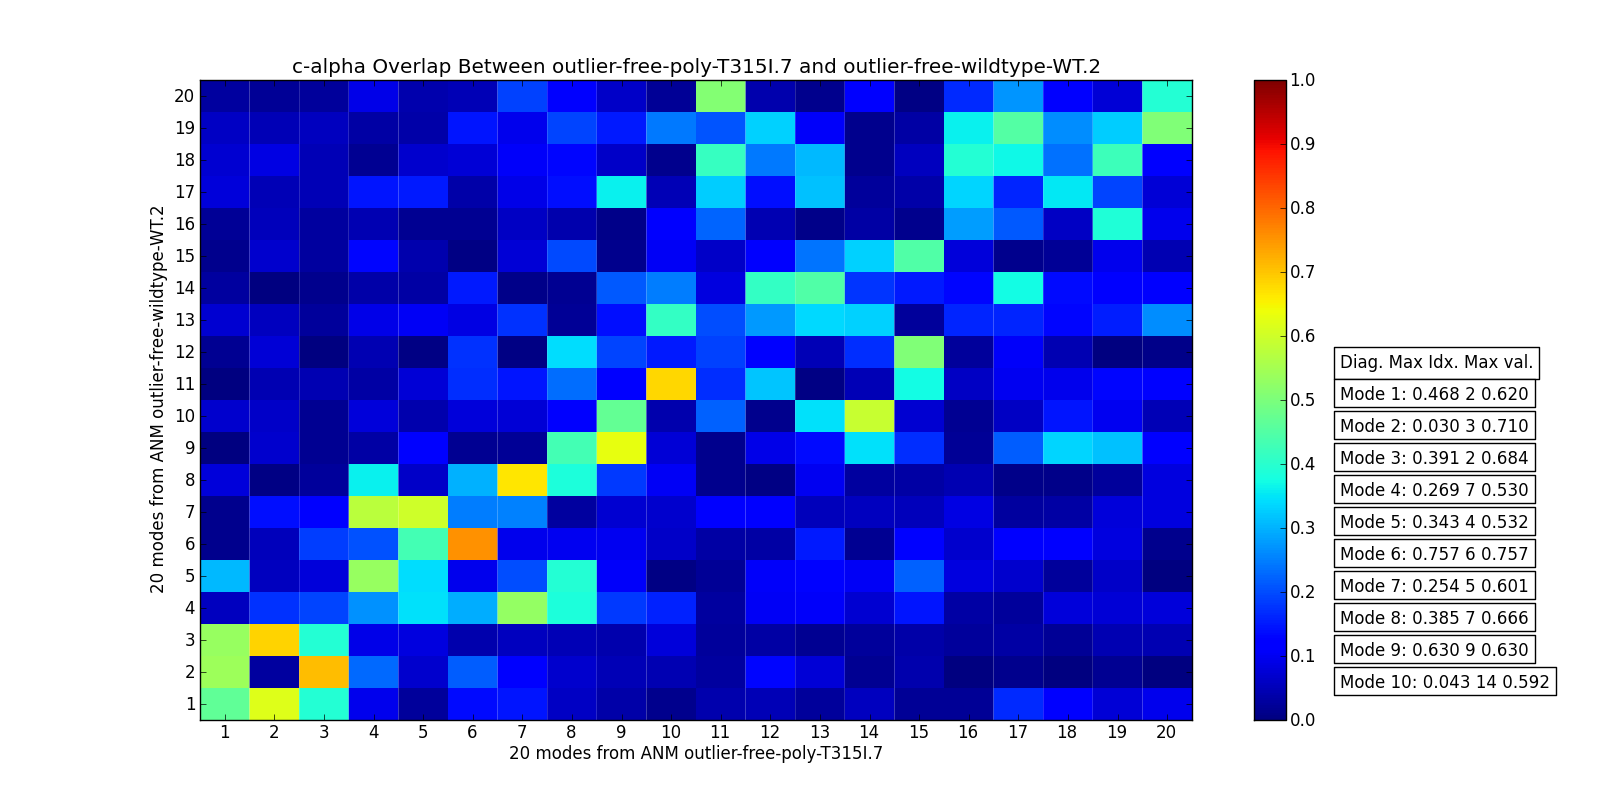 c-alpha Overlap Between outlier-free-poly-T315I.7 and outlier-free-wildtype-WT.2
20 modes from ANM outlier-free-wildtype-WT.2
20
19
18
17
16
15
14
13
12
11
10
9
8
7
6
5
4
3
2
1
1 2 3 4 5 6 7 8 9 10 11 12 13 14 15 16 17 18 19 20
20 modes from ANM outlier-free-poly-T315I.7
1.0
0.9
0.8
0.7
0.6
0.5
0.4
0.3
0.2
0.1
0.0
Diag. Max Idx. Max val.
Mode 1: 0.468 2 0.620
Mode 2: 0.030 3 0.710
Mode 3: 0.391 2 0.684
Mode 4: 0.269 7 0.530
Mode 5: 0.343 4 0.532
Mode 6: 0.757 6 0.757
Mode 7: 0.254 5 0.601
Mode 8: 0.385 7 0.666
Mode 9: 0.630 9 0.630
Mode 10: 0.043 14 0.592